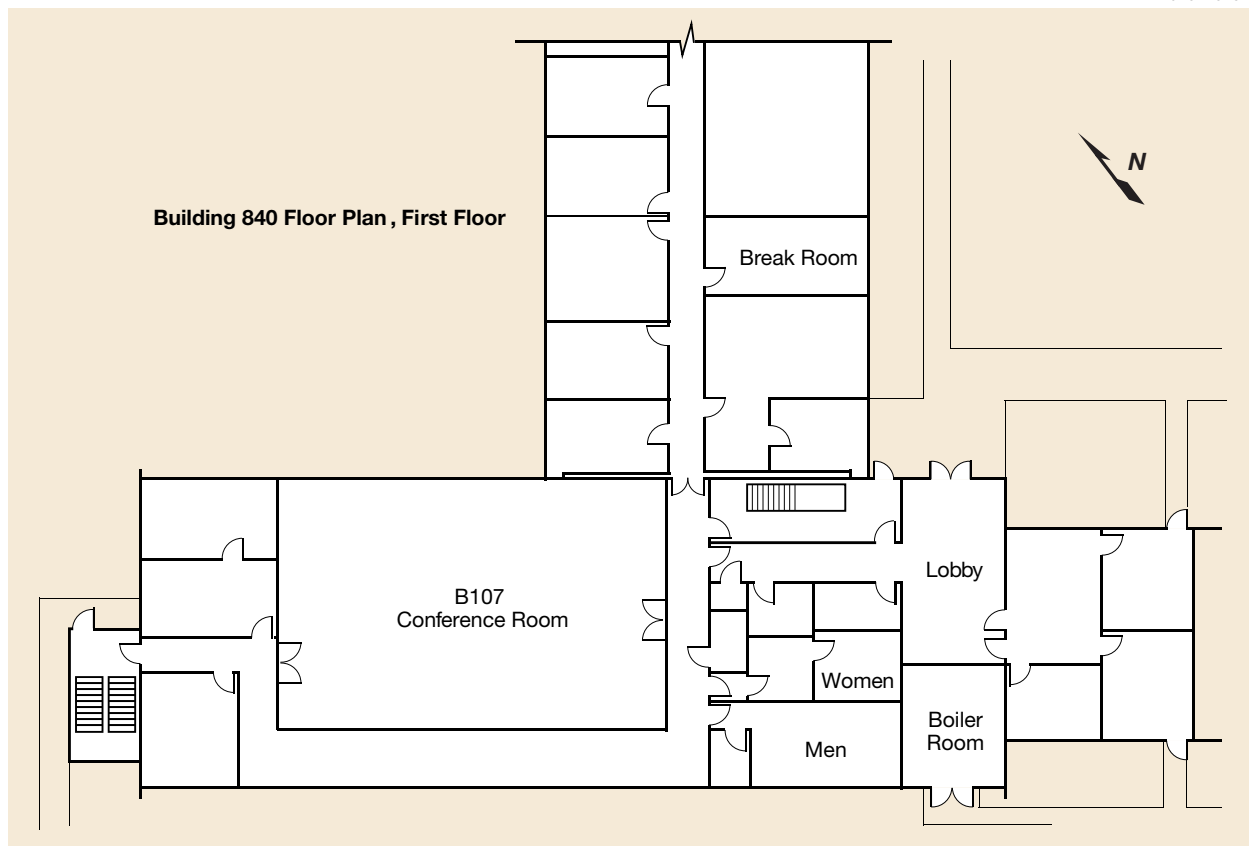 N
Building 840 Floor Plan, First Floor
Break Room
B107
Conference Room
Lobby
Women
Boiler
Room
Men